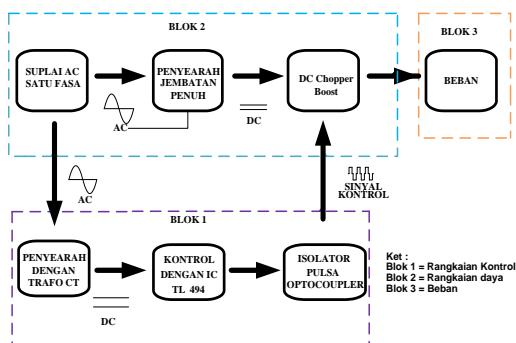 BLOK 2
BLOK 3
SUPLAI AC
SATU FASA
PENYEARAH
JEMBATAN
PENUH
DC Chopper
Boost
BEBAN
AC
DC
AC
SINYAL
KONTROL
BLOK 1
PENYEARAH
DENGAN
TRAFO CT
KONTROL
DENGAN IC
TL 494
ISOLATOR
PULSA
OPTOCOUPLER
DC
Ket :
Blok 1 = Rangkaian Kontrol
Blok 2 = Rangkaian daya
Blok 3 = Beban